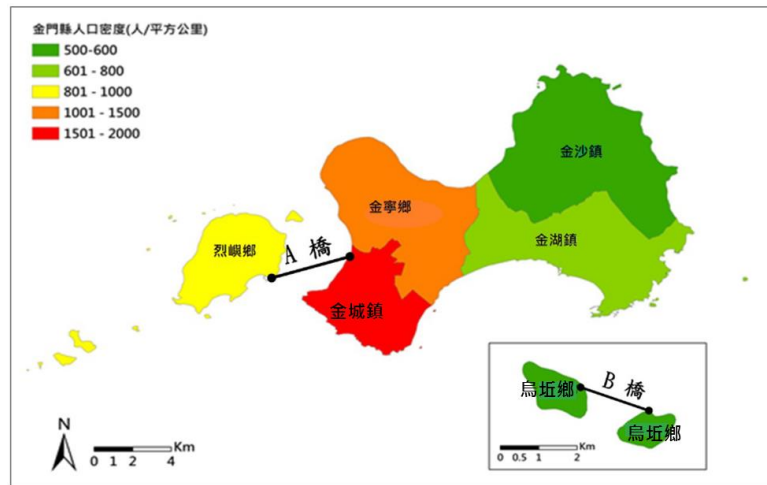 金門縣人口密度(人/平方公里)
500-600
601 - 800
801 - 1000
1001 - 1500
1501 - 2000
金沙鎮
金寧鄉
金湖鎮
烈嶼鄉
A 橋
金城鎮
烏坵鄉
B 橋
烏坵鄉
N
Km
0 1 2 4
Km
0 0.5 1 2